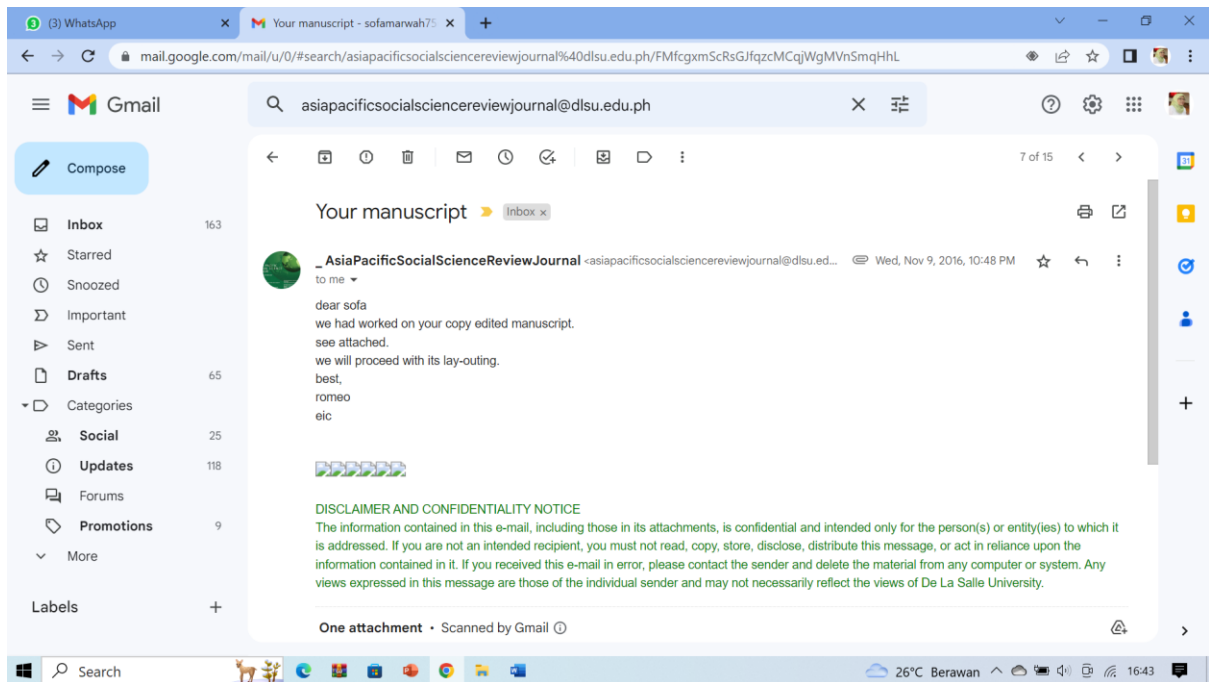 (3) WhatsApp
Your manuscript - sofamarwah75
mail.google.com/mail/u/0/#search/asiapacificsocialsciencereviewjournal%40dlsu.edu.ph/FMfcgxmScRsGJfqzcMCqjWgMVnSmqHhL
Gmail
asiapacificsocialsciencereviewjournal@dlsu.edu.ph
Compose
7 of 15
Your manuscript
Inbox x
Inbox 163
Starred
Snoozed
Important
Sent
Drafts 65
Categories
Social 25
Updates 118
Forums
Promotions 9
More
Labels
_ AsiaPacificSocialScienceReviewJournal <asiapacificsocialsciencereviewjournal@dlsu.ed... Wed, Nov 9, 2016, 10:48 PM
to me
dear sofa
we had worked on your copy edited manuscript.
see attached.
we will proceed with its lay-outing.
best,
romeo
eic
DISCLAIMER AND CONFIDENTIALITY NOTICE
The information contained in this e-mail, including those in its attachments, is confidential and intended only for the person(s) or entity(ies) to which it
is addressed. If you are not an intended recipient, you must not read, copy, store, disclose, distribute this message, or act in reliance upon the
information contained in it. If you received this e-mail in error, please contact the sender and delete the material from any computer or system. Any
views expressed in this message are those of the individual sender and may not necessarily reflect the views of De La Salle University.
One attachment • Scanned by Gmail
31
Search
26°C Berawan
16:43